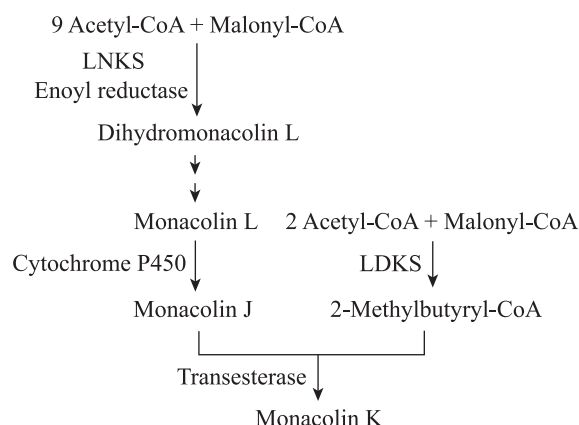 9 Acetyl-CoA + Malonyl-CoA
LNKS
Enoyl reductase
Dihydromonacolin L
Monacolin L
2 Acetyl-CoA + Malonyl-CoA
Cytochrome P450
LDKS
Monacolin J
2-Methylbutyryl-CoA
Transesterase
Monacolin K